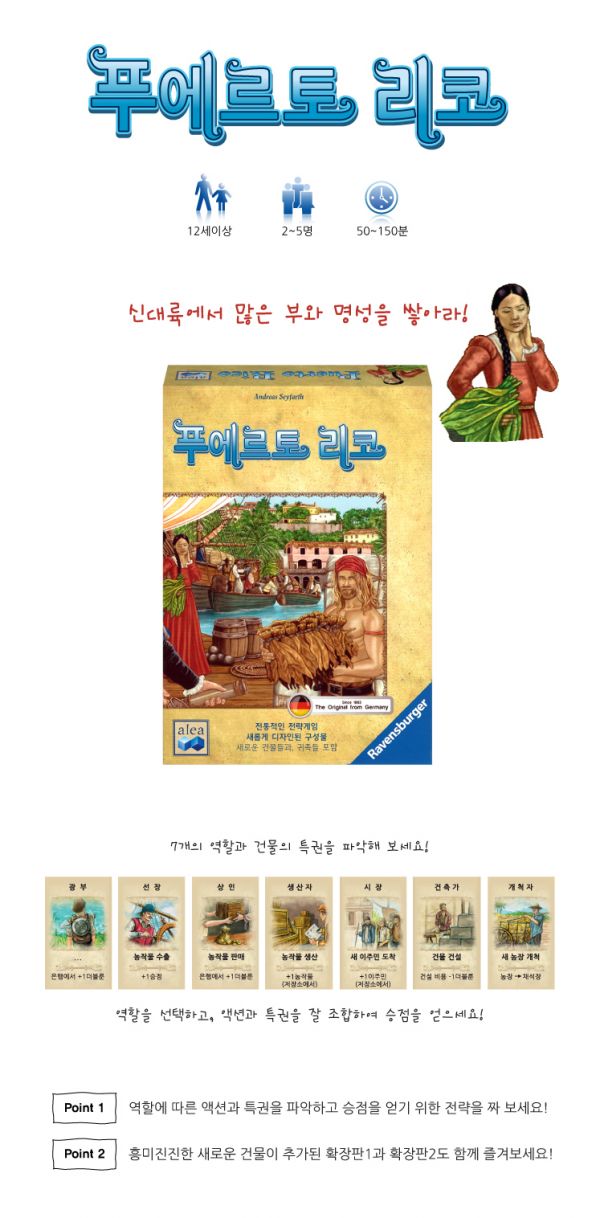 푸에르토 리코
12세이상
2~5명
50~150분
신대륙에서 많은 부와 명성을 쌓아라!
alea
Puerto Rico
Andreas Seyfarth
푸에르토 리코
Since 1883
The Original from Germany
alea
전통적인 전략게임
새롭게 디자인된 구성물
새로운 건물들과, 귀족들 포함
Ravensburger
7개의 역할과 건물의 특권을 파악해 보세요!
광부
...
은행에서 +1더블룬
선장
농작물 수출
+1승점
상인
농작물 판매
은행에서 +1더블룬
생산자
농작물 생산
+1농작물
(저장소에서)
시장
새 이주민 도착
+1이주민
(저장소에서)
건축가
건물 건설
건설 비용 -1더블룬
개척자
새 농장 개척
농장 → 채석장
역할을 선택하고, 액션과 특권을 잘 조합하여 승점을 얻으세요!
Point 1 역할에 따른 액션과 특권을 파악하고 승점을 얻기 위한 전략을 짜 보세요!
Point 2 흥미진진한 새로운 건물이 추가된 확장판1과 확장판2도 함께 즐겨보세요!